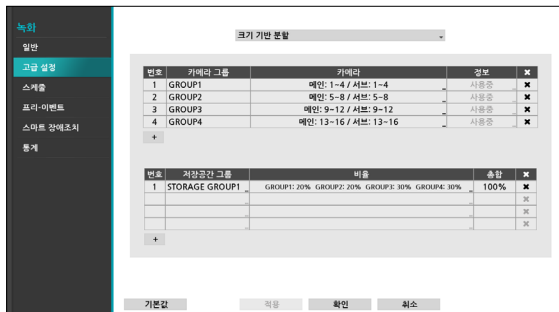 녹화
크기 기반 분할
일반
고급 설정
스케줄
프리-이벤트
스마트 장애조치
통계
번호 카메라 그룹 카메라 정보 ✖
1 GROUP1 메인: 1~4 / 서브: 1~4 사용중 ✖
2 GROUP2 메인: 5~8 / 서브: 5~8 사용중 ✖
3 GROUP3 메인: 9~12 / 서브: 9~12 사용중 ✖
4 GROUP4 메인: 13~16 / 서브: 13~16 사용중 ✖
+
번호 저장공간 그룹 비율 총합 ✖
1 STORAGE GROUP1 GROUP1: 20% GROUP2: 20% GROUP3: 30% GROUP4: 30% 100% ✖
✖
✖
✖
+
기본값 적용 확인 취소